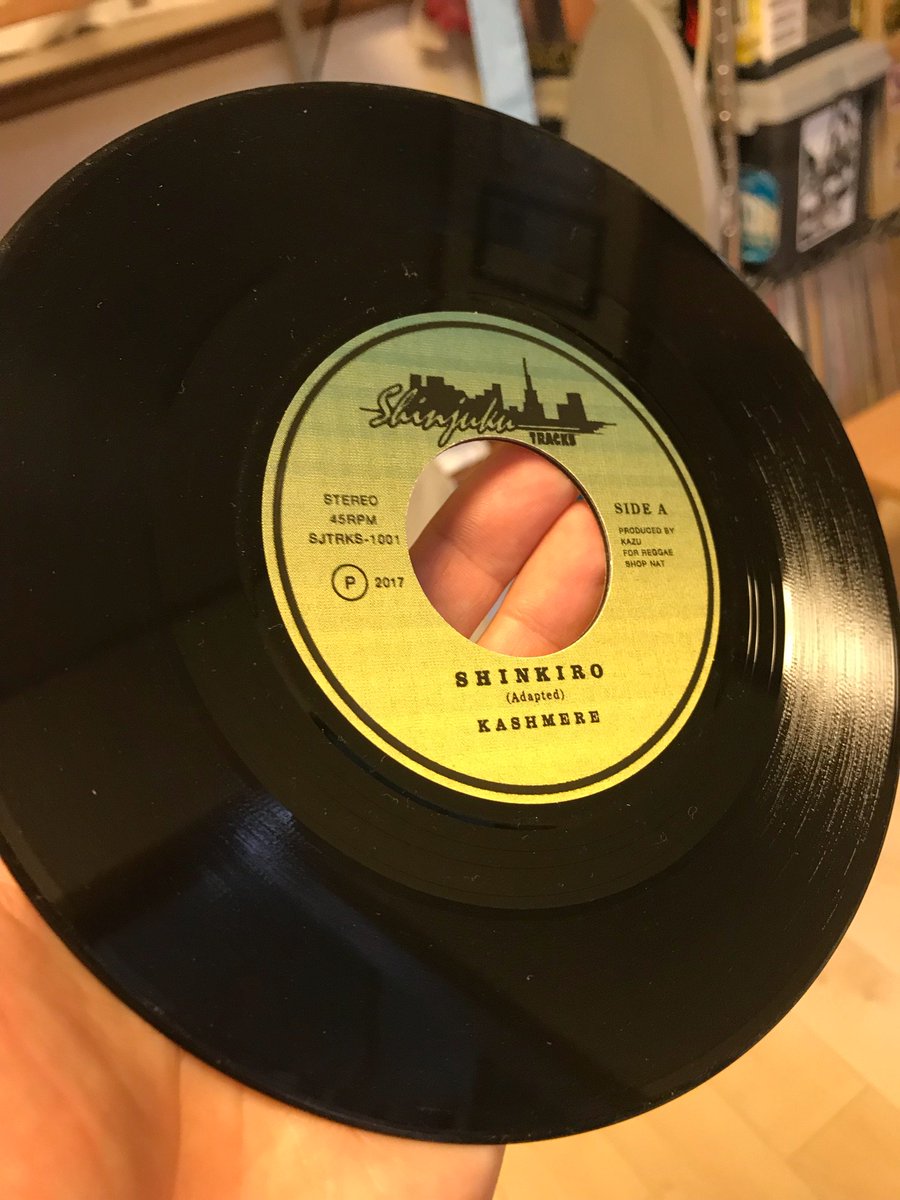 Shinjuku
TRACKS
STEREO
45RPM
SJTRKS-1001
P 2017
SIDE A
PRODUCED BY
KAZU
FOR REGGAE
SHOP NAT
SHINKIRO
(Adapted)
KASHMERE